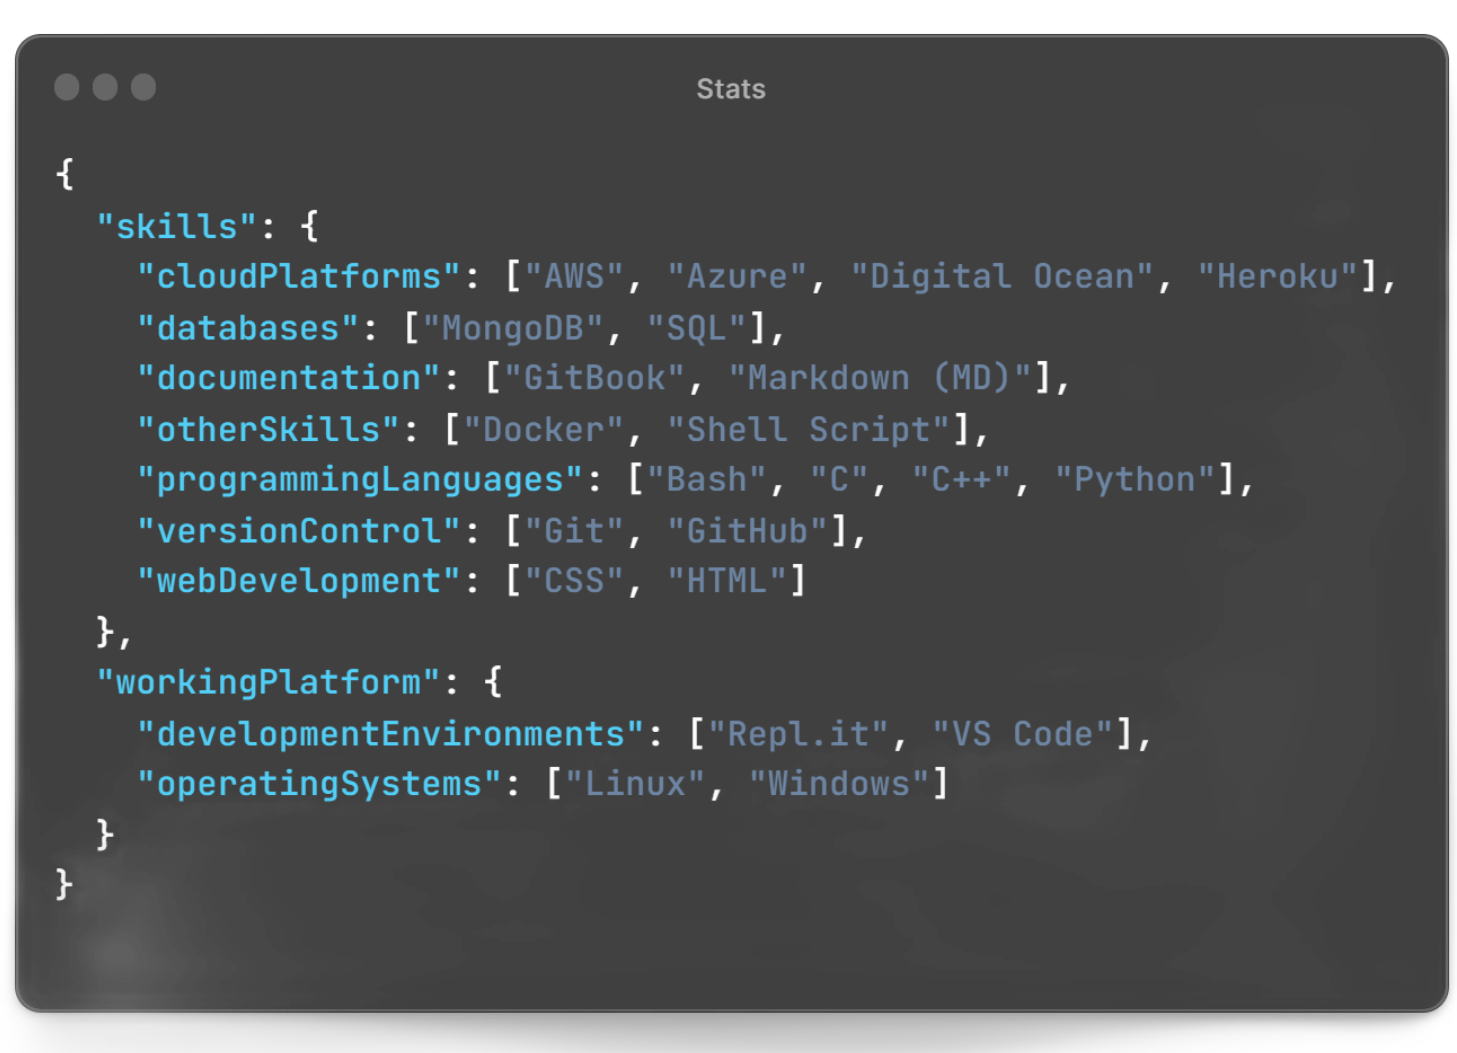 Stats
{
  "skills": {
    "cloudPlatforms": ["AWS", "Azure", "Digital Ocean", "Heroku"],
    "databases": ["MongoDB", "SQL"],
    "documentation": ["GitBook", "Markdown (MD)"],
    "otherSkills": ["Docker", "Shell Script"],
    "programmingLanguages": ["Bash", "C", "C++", "Python"],
    "versionControl": ["Git", "GitHub"],
    "webDevelopment": ["CSS", "HTML"]
  },
  "workingPlatform": {
    "developmentEnvironments": ["Repl.it", "VS Code"],
    "operatingSystems": ["Linux", "Windows"]
  }
}